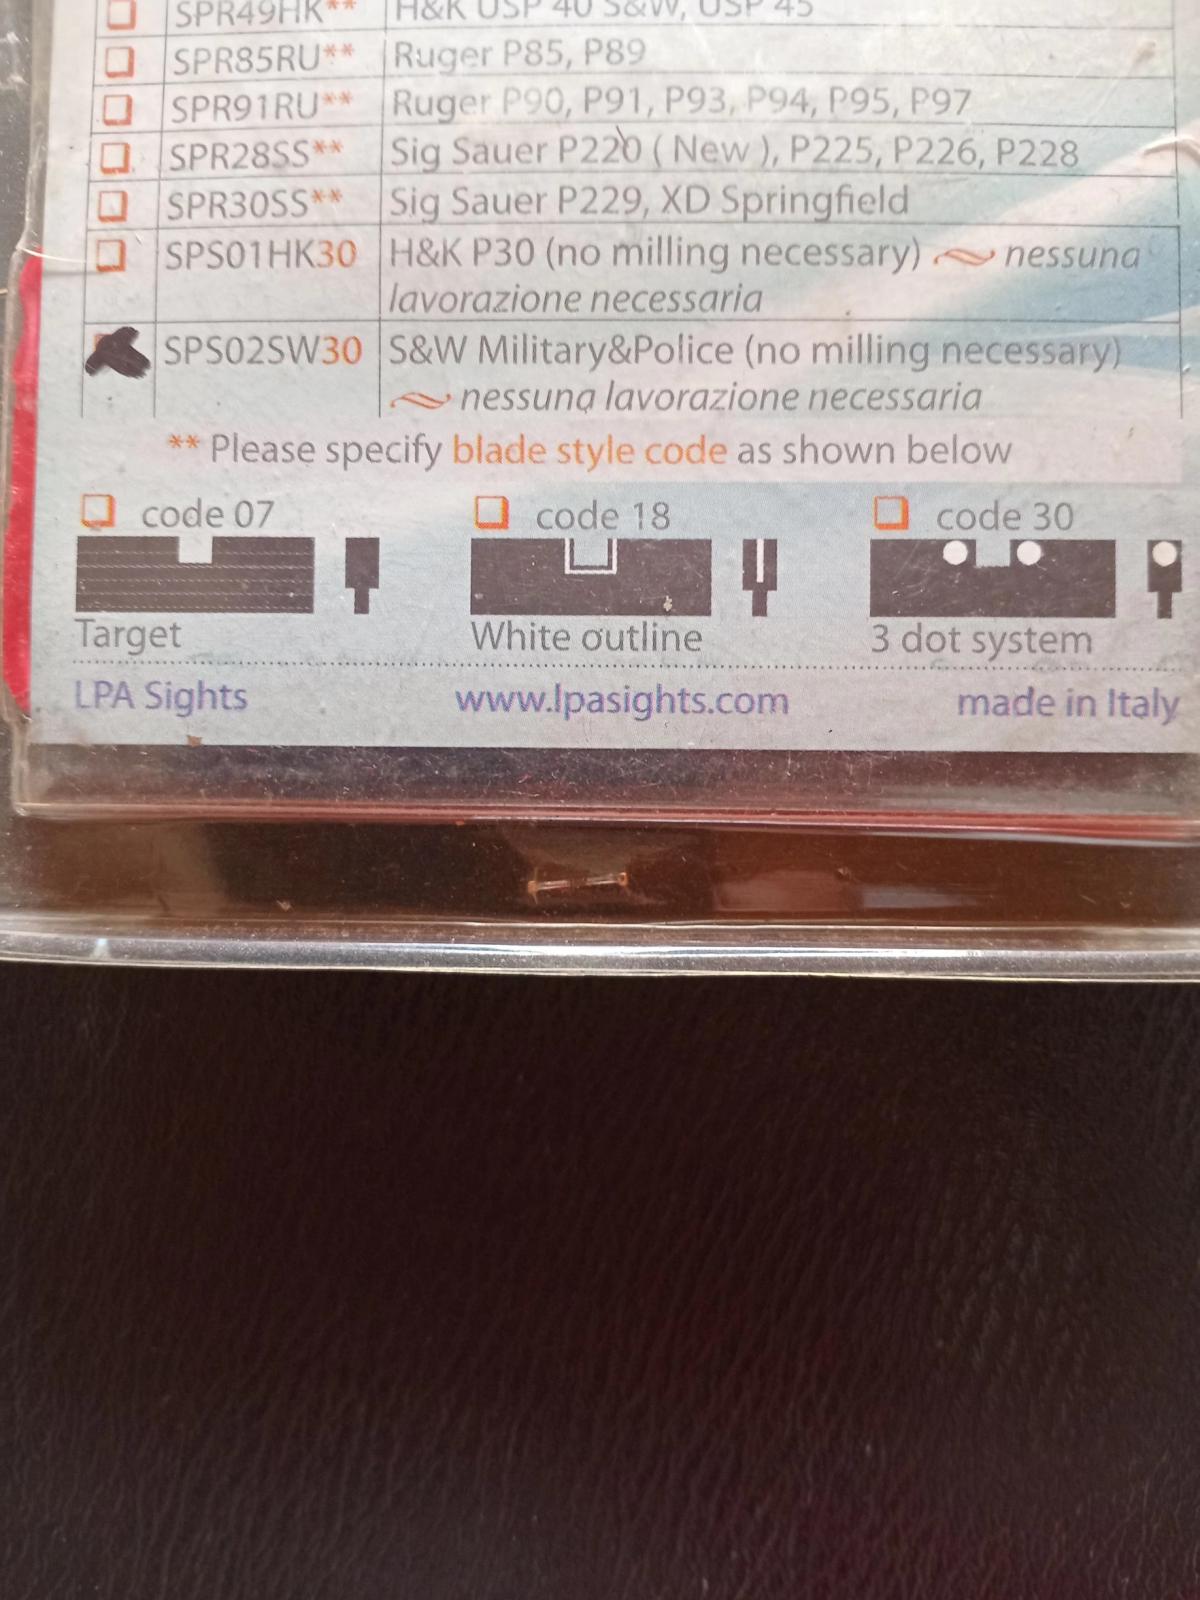 SPR49HK** H&K USP 40 S&W, USP 45
SPR85RU** Ruger P85, P89
SPR91RU** Ruger P90, P91, P93, P94, P95, P97
SPR28SS** Sig Sauer P220 ( New ), P225, P226, P228
SPR30SS** Sig Sauer P229, XD Springfield
SPS01HK30 H&K P30 (no milling necessary) nessuna
lavorazione necessaria
SPS02SW30 S&W Military&Police (no milling necessary)
nessuna lavorazione necessaria
** Please specify blade style code as shown below
code 07 code 18 code 30
Target White outline 3 dot system
LPA Sights www.lpasights.com made in Italy